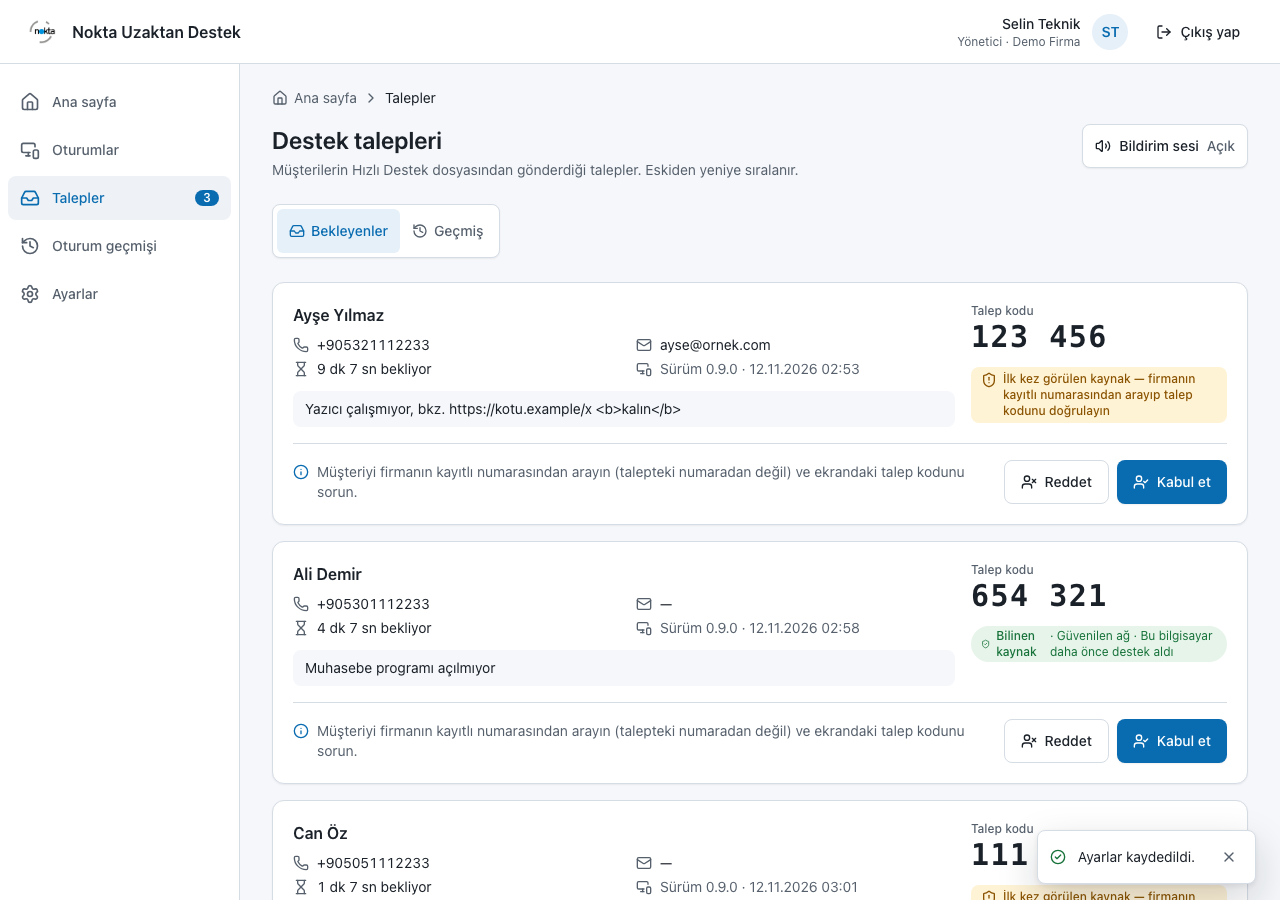 nokta
Nokta Uzaktan Destek
Selin Teknik
Yönetici · Demo Firma
ST
Çıkış yap
Ana sayfa
Oturumlar
Talepler
3
Oturum geçmişi
Ayarlar
Ana sayfa
Talepler
Destek talepleri
Müşterilerin Hızlı Destek dosyasından gönderdiği talepler. Eskiden yeniye sıralanır.
Bildirim sesi Açık
Bekleyenler
Geçmiş
Ayşe Yılmaz
+905321112233
ayse@ornek.com
9 dk 7 sn bekliyor
Sürüm 0.9.0 · 12.11.2026 02:53
Yazıcı çalışmıyor, bkz. https://kotu.example/x <b>kalın</b>
Talep kodu
123 456
İlk kez görülen kaynak — firmanın
kayıtlı numarasından arayıp talep
kodunu doğrulayın
Müşteriyi firmanın kayıtlı numarasından arayın (talepteki numaradan değil) ve ekrandaki talep kodunu
sorun.
Reddet
Kabul et
Ali Demir
+905301112233
—
4 dk 7 sn bekliyor
Sürüm 0.9.0 · 12.11.2026 02:58
Muhasebe programı açılmıyor
Talep kodu
654 321
Bilinen kaynak
· Güvenilen ağ · Bu bilgisayar
daha önce destek aldı
Müşteriyi firmanın kayıtlı numarasından arayın (talepteki numaradan değil) ve ekrandaki talep kodunu
sorun.
Reddet
Kabul et
Can Öz
+905051112233
—
1 dk 7 sn bekliyor
Sürüm 0.9.0 · 12.11.2026 03:01
Talep kodu
111
İlk kez görülen kaynak — firmanın
Ayarlar kaydedildi.